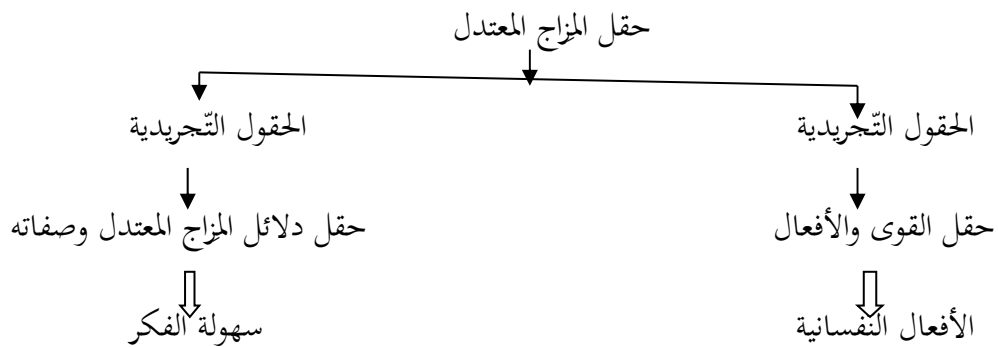 حقل المزاج المعتدل
الحقول التّجريدية
الحقول التّجريدية
حقل القوى والأفعال
حقل دلائل المزاج المعتدل وصفاته
الأفعال النّفسانية
سهولة الفكر